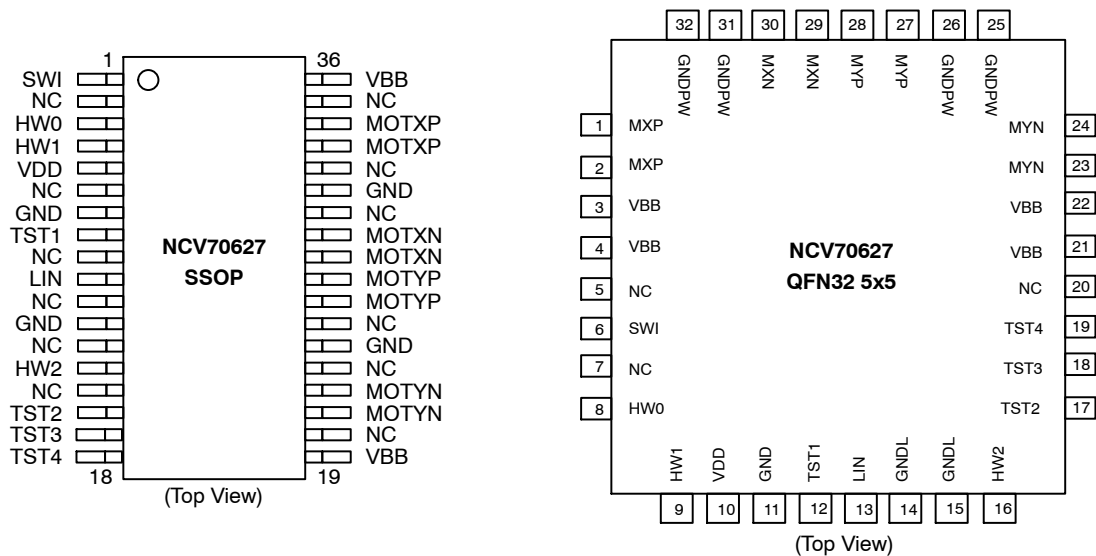 1 36
SWI VBB
NC NC
HW0 MOTXP
HW1 MOTXP
VDD NC
NC GND
GND NC
TST1 MOTXN
NC MOTXN
LIN MOTYP
NC MOTYP
GND NC
NC GND
HW2 NC
NC MOTYN
TST2 MOTYN
TST3 NC
TST4 VBB
18 19
NCV70627
SSOP
(Top View)
32 31 30 29 28 27 26 25
GNDPW GNDPW MXN MXN MYP MYP GNDPW GNDPW
1 MXP MYN 24
2 MXP MYN 23
3 VBB VBB 22
4 VBB VBB 21
5 NC NC 20
6 SWI TST4 19
7 NC TST3 18
8 HW0 TST2 17
NCV70627
QFN32 5x5
HW1 VDD GND TST1 LIN GNDL GNDL HW2
9 10 11 12 13 14 15 16
(Top View)